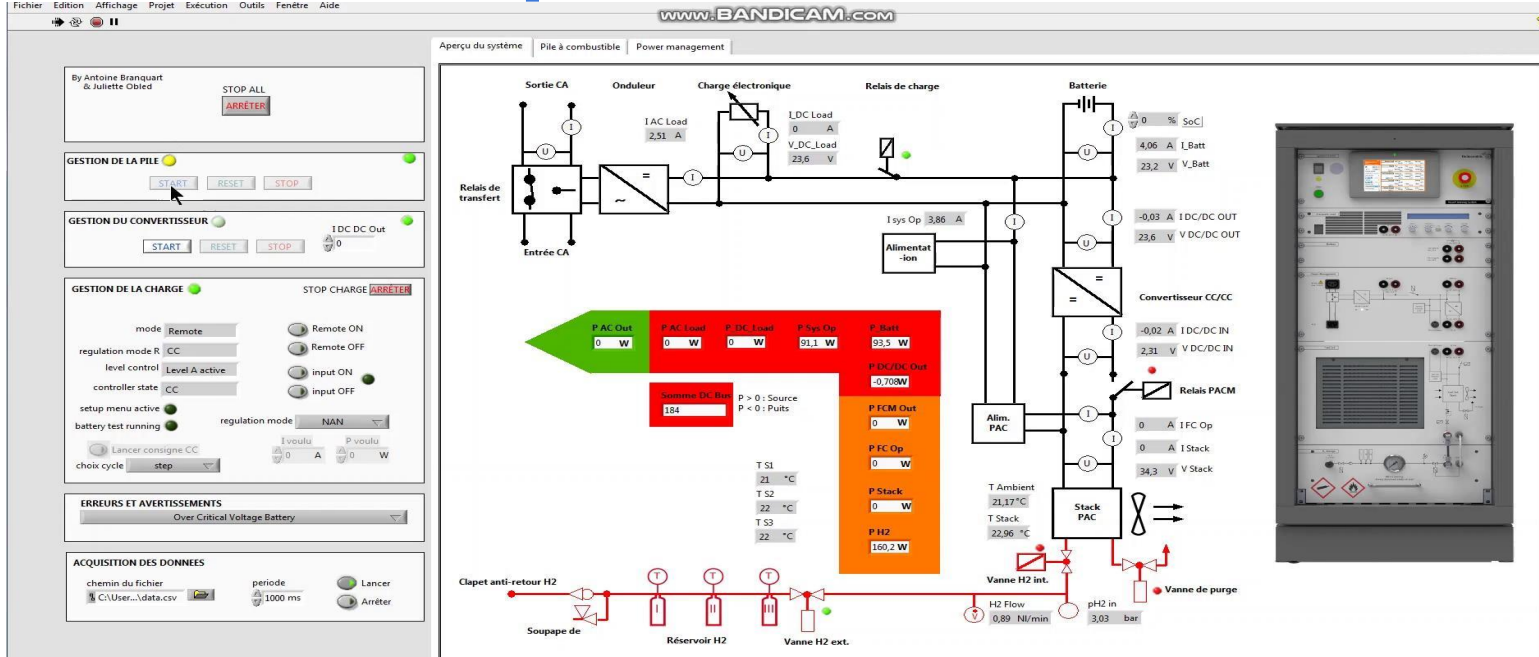 Fichier Edition Affichage Projet Exécution Outils Fenêtre Aide
www.BANDICAM.com
Aperçu du système
Pile à combustible
Power management
By Antoine Branquart
& Juliette Obled
STOP ALL
ARRÊTER
GESTION DE LA PILE
START RESET STOP
GESTION DU CONVERTISSEUR
I DC DC Out
START RESET STOP
0
GESTION DE LA CHARGE
STOP CHARGE ARRÊTER
mode Remote
Remote ON
regulation mode R CC
Remote OFF
level control Level A active
input ON
controller state CC
input OFF
setup menu active
battery test running
regulation mode NAN
Lancer consigne CC
I voulu
0 A
P voulu
0 W
choix cycle step
ERREURS ET AVERTISSEMENTS
Over Critical Voltage Battery
ACQUISITION DES DONNEES
chemin du fichier
C:\User...\data.csv
periode
1000 ms
Lancer
Arrêter
Sortie CA
Onduleur
Charge électronique
Relais de charge
Batterie
I AC Load
2,51 A
I_DC Load
0 A
V_DC_Load
23,6 V
0 % SoC
4,06 A I_Batt
23,2 V V_Batt
Relais de
transfert
Entrée CA
I sys Op 3,86 A
Alimentat
-ion
-0,03 A I DC/DC OUT
23,6 V V DC/DC OUT
Convertisseur CC/CC
-0,02 A I DC/DC IN
2,31 V V DC/DC IN
Relais PACM
P AC Out
0 W
P AC Load
0 W
P_DC_Load
0 W
P Sys Op
91,1 W
P_Batt
93,5 W
P DC/DC Out
-0,708W
Somme DC Bus
184
P > 0 : Source
P < 0 : Puits
P FCM Out
0 W
P FC Op
0 W
P Stack
0 W
P H2
160,2 W
Alim.
PAC
0 A I FC Op
0 A I Stack
34,3 V V Stack
T S1
21 °C
T S2
22 °C
T S3
22 °C
T Ambient
21,17°C
T Stack
22,96 °C
Stack
PAC
Vanne H2 int.
Vanne de purge
Clapet anti-retour H2
Soupape de
Réservoir H2
Vanne H2 ext.
H2 Flow
0,89 Nl/min
pH2 in
3,03 bar